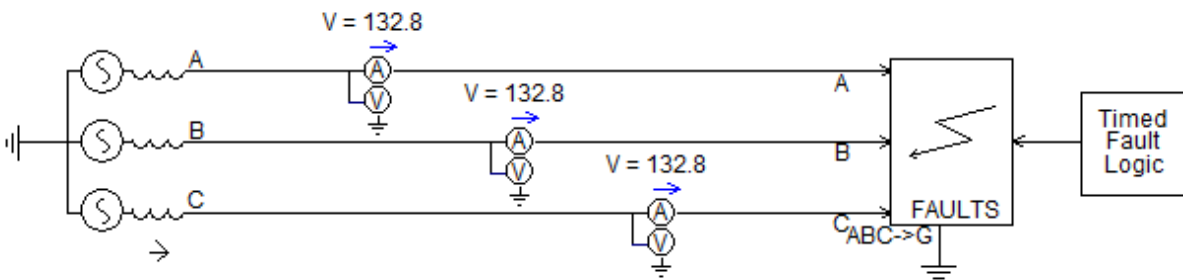 V = 132.8
A
A
V
A
V = 132.8
B
A
V
B
V = 132.8
C
A
V
C
ABC->G
FAULTS
Timed
Fault
Logic